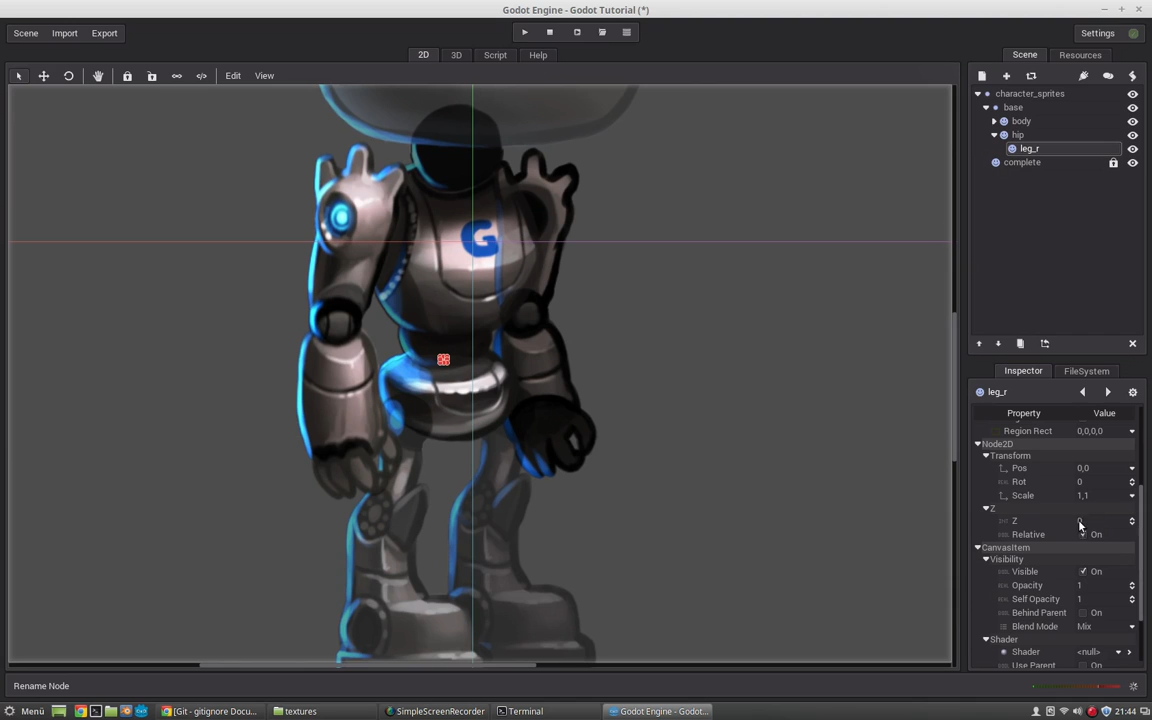 Godot Engine - Godot Tutorial (*)
Scene Import Export
Settings
2D 3D Script Help
Scene Resources
Edit View
character_sprites
base
body
hip
leg_r
complete
G
Inspector FileSystem
leg_r
Property Value
Region Rect 0,0,0,0
Node2D
Transform
Pos 0,0
Rot 0
Scale 1,1
Z
Z
Relative On
CanvasItem
Visibility
Visible On
Opacity 1
Self Opacity 1
Behind Parent On
Blend Mode Mix
Shader
Shader <null>
Use Parent On
Rename Node
Menü [Git - gitignore Docu... textures SimpleScreenRecorder Terminal Godot Engine - Godot... 21:44